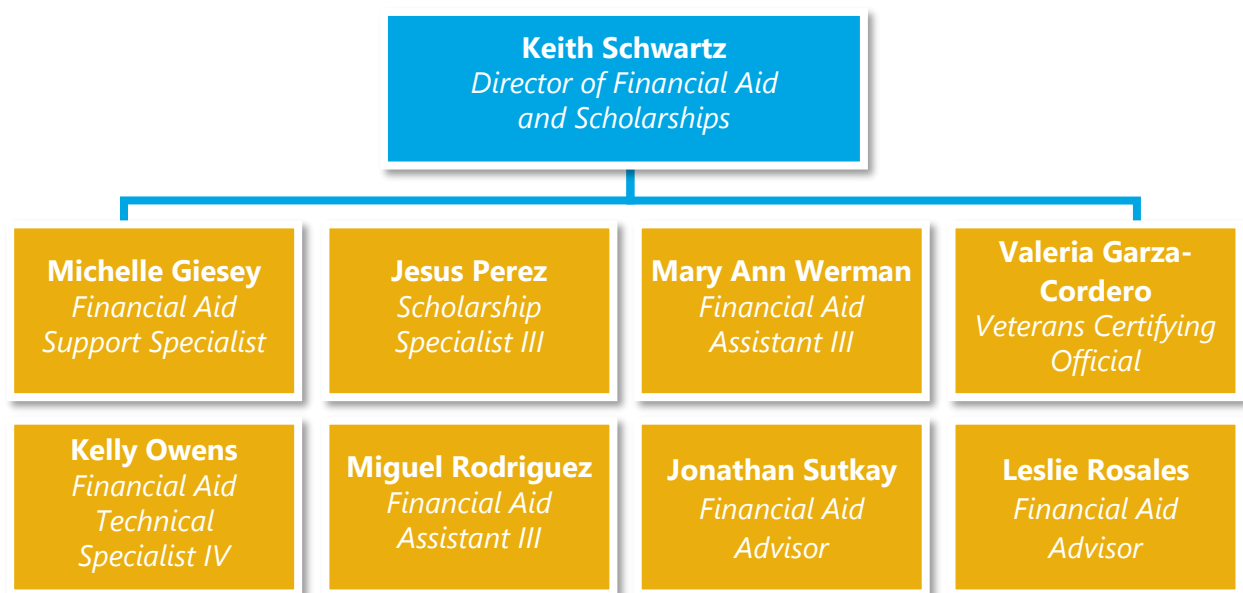 Keith Schwartz
Director of Financial Aid
and Scholarships
Michelle Giesey
Financial Aid
Support Specialist
Jesus Perez
Scholarship
Specialist III
Mary Ann Werman
Financial Aid
Assistant III
Valeria Garza-
Cordero
Veterans Certifying
Official
Kelly Owens
Financial Aid
Technical
Specialist IV
Miguel Rodriguez
Financial Aid
Assistant III
Jonathan Sutkay
Financial Aid
Advisor
Leslie Rosales
Financial Aid
Advisor